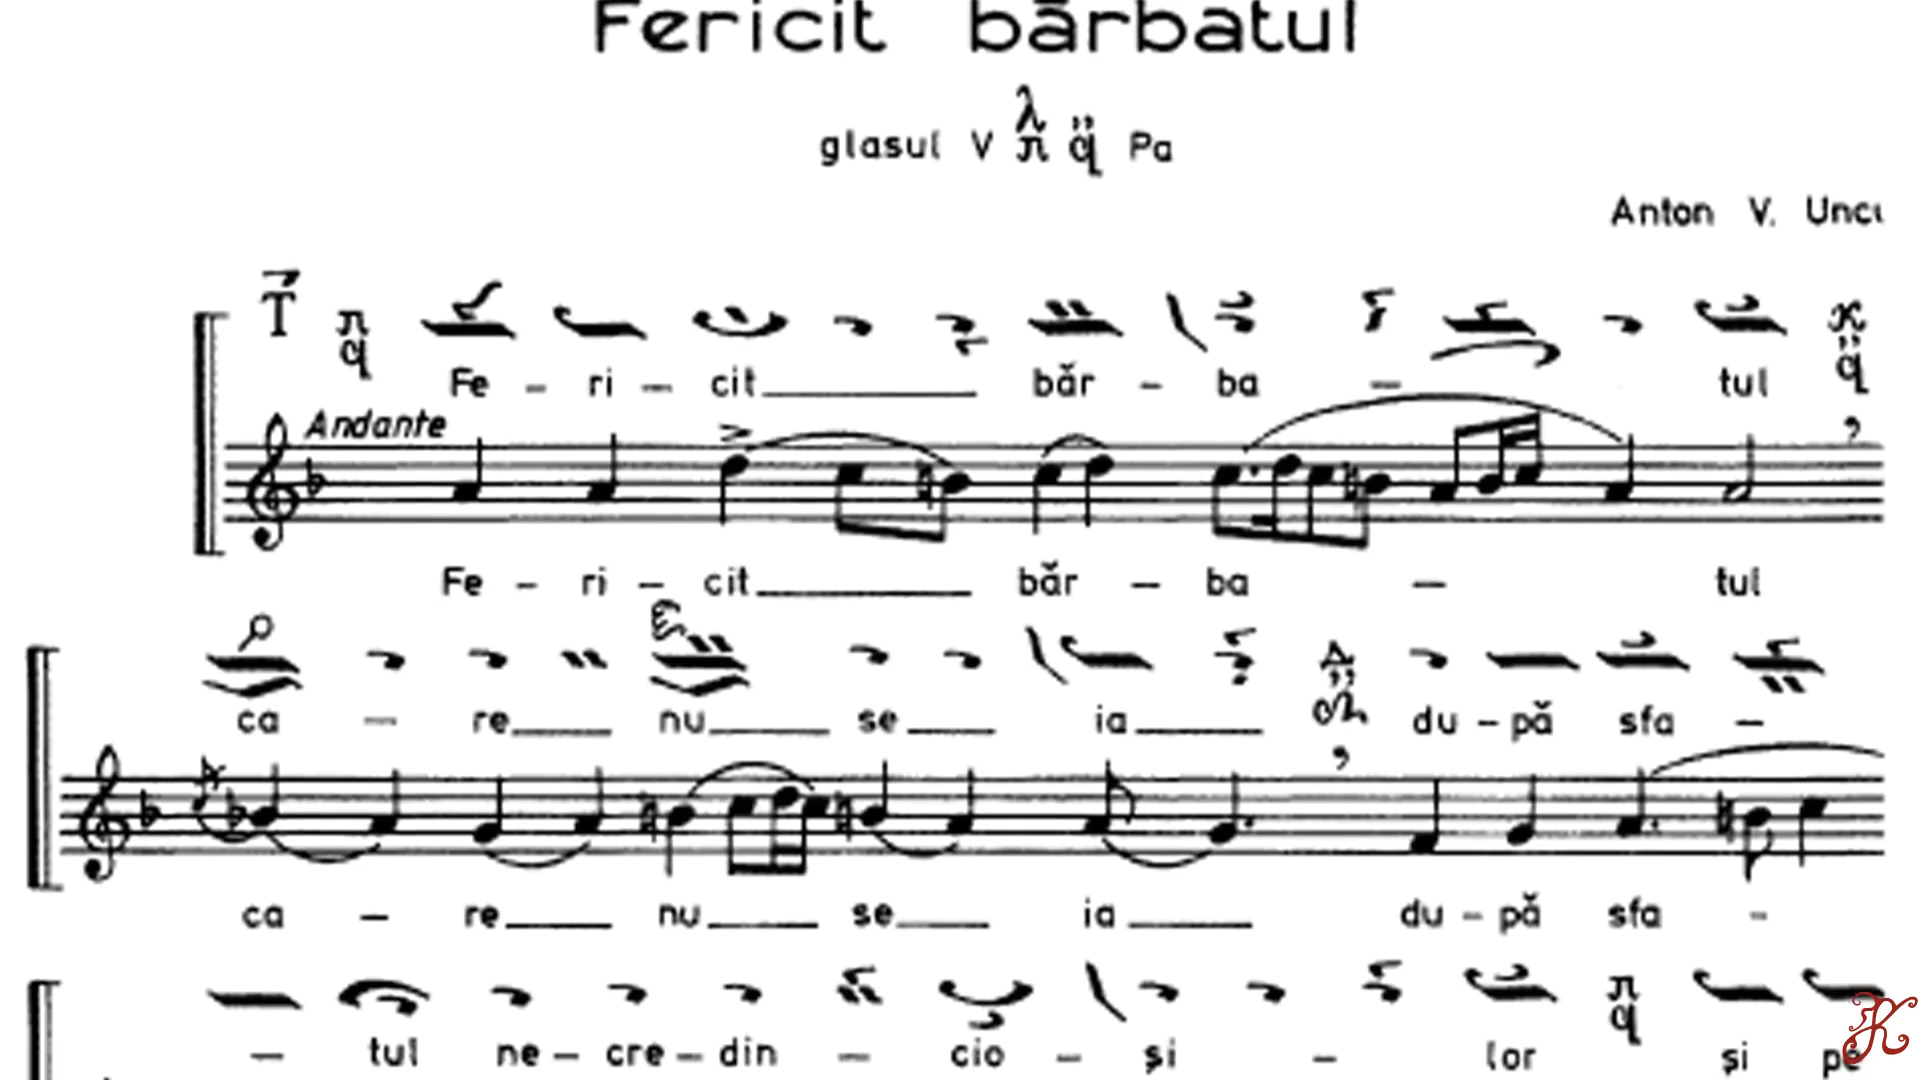 Fericit bărbatul
glasul V λ π q Pa
Anton V. Uncu
Fe - ri - cit băr - ba - tul
Andante
Fe - ri - cit băr - ba - tul
ca - re nu se ia du - pă sfa -
ca - re nu se ia du - pă sfa -
- tul ne - cre - din - cio - și - lor și pe
K